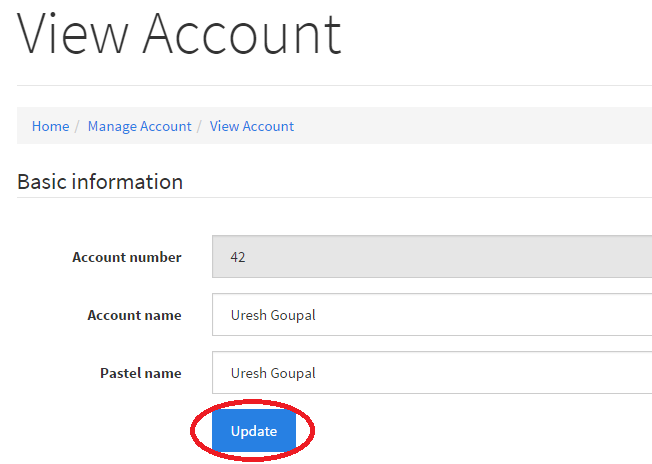 View Account
Home / Manage Account / View Account
Basic information
Account number 42
Account name Uresh Goupal
Pastel name Uresh Goupal
Update